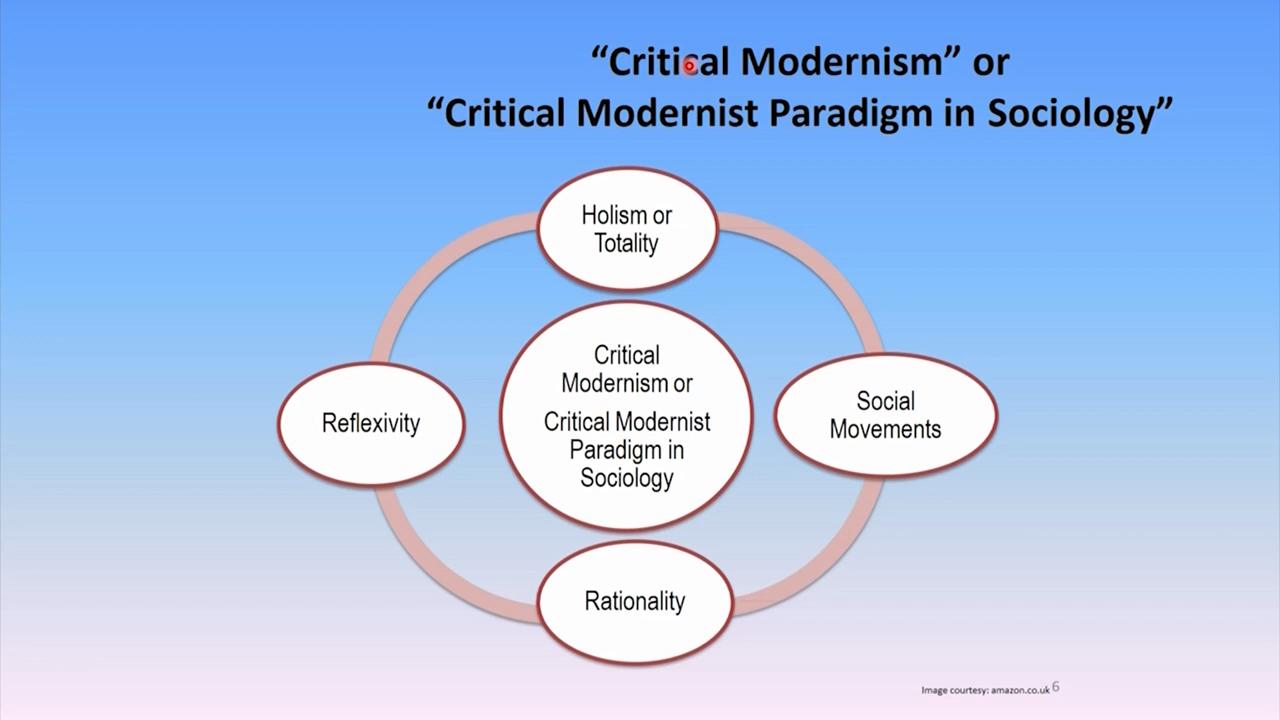 “Critical Modernism” or
“Critical Modernist Paradigm in Sociology”
Holism or
Totality
Critical
Modernism or
Critical Modernist
Paradigm in
Sociology
Social
Movements
Reflexivity
Rationality
Image courtesy: amazon.co.uk 6